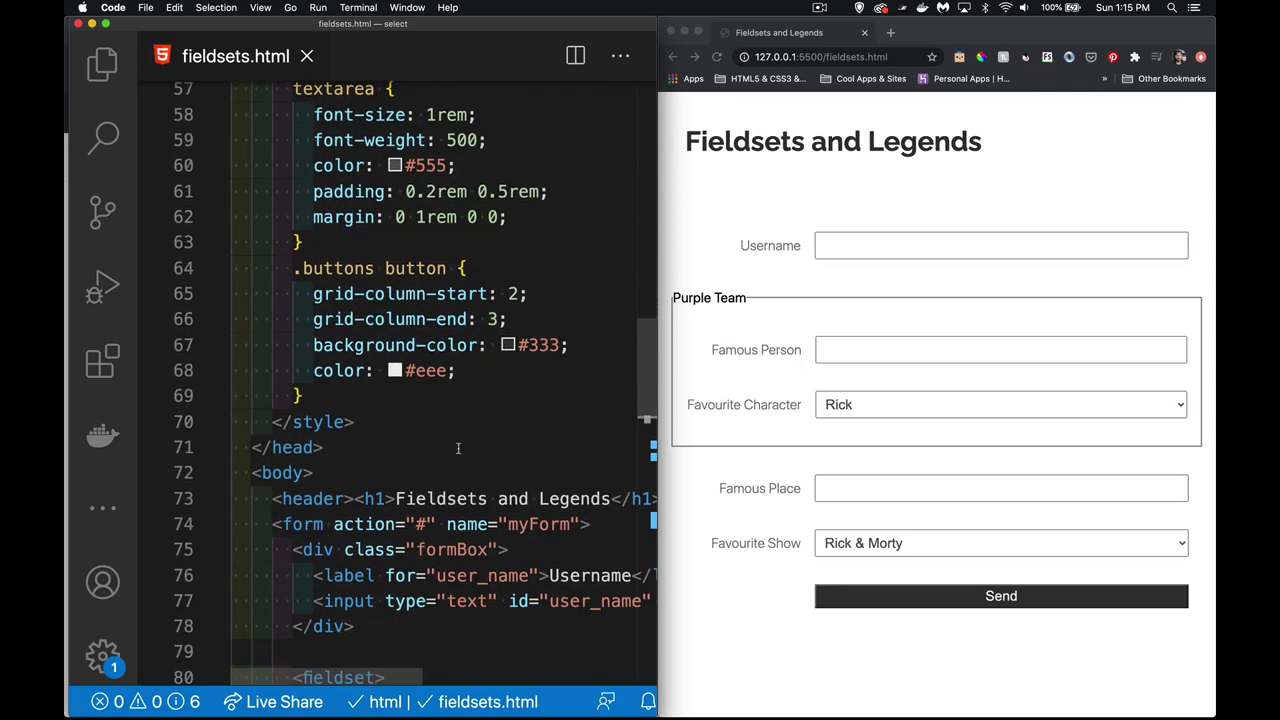 Code File Edit Selection View Go Run Terminal Window Help
100% Sun 1:15 PM
fieldsets.html — select
fieldsets.html
57 textarea {
58 font-size: 1rem;
59 font-weight: 500;
60 color: #555;
61 padding: 0.2rem 0.5rem;
62 margin: 0 1rem 0 0;
63 }
64 .buttons button {
65 grid-column-start: 2;
66 grid-column-end: 3;
67 background-color: #333;
68 color: #eee;
69 }
70 </style>
71 </head>
72 <body>
73 <header><h1>Fieldsets and Legends</h1>
74 <form action="#" name="myForm">
75 <div class="formBox">
76 <label for="user_name">Username</l
77 <input type="text" id="user_name"
78 </div>
79
80 <fieldset>
1
0 0 6 Live Share html fieldsets.html
Fieldsets and Legends
127.0.0.1:5500/fieldsets.html
Apps HTML5 & CSS3 &... Cool Apps & Sites Personal Apps (H... » Other Bookmarks
Fieldsets and Legends
Username
Purple Team
Famous Person
Favourite Character Rick
Famous Place
Favourite Show Rick & Morty
Send